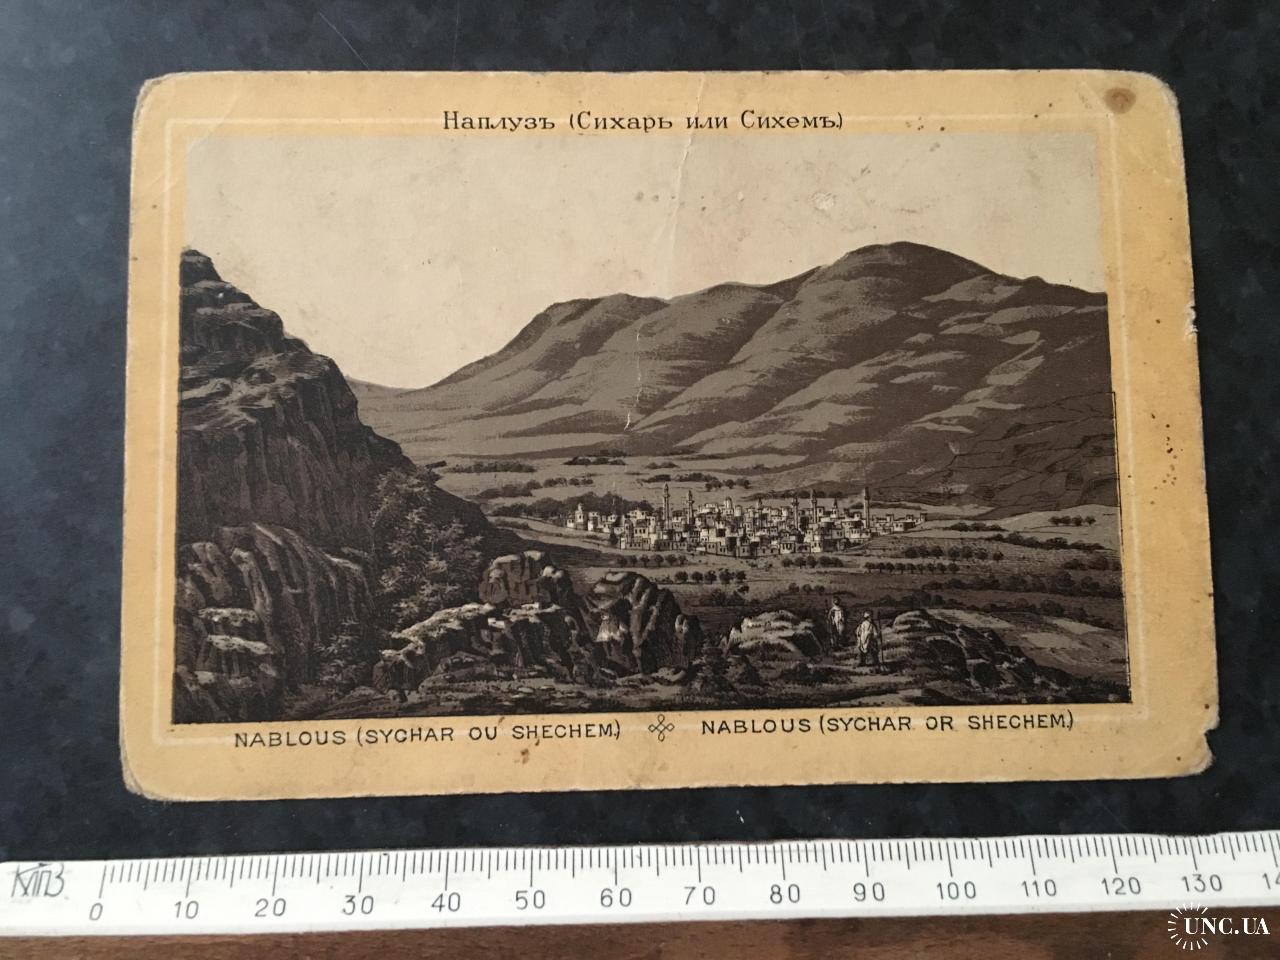 Наплузъ (Сихарь или Сихемъ.)
NABLOUS (SYCHAR OU SHECHEM.) NABLOUS (SYCHAR OR SHECHEM.)
0 10 20 30 40 50 60 70 80 90 100 110 120 130 14
UNC.UA